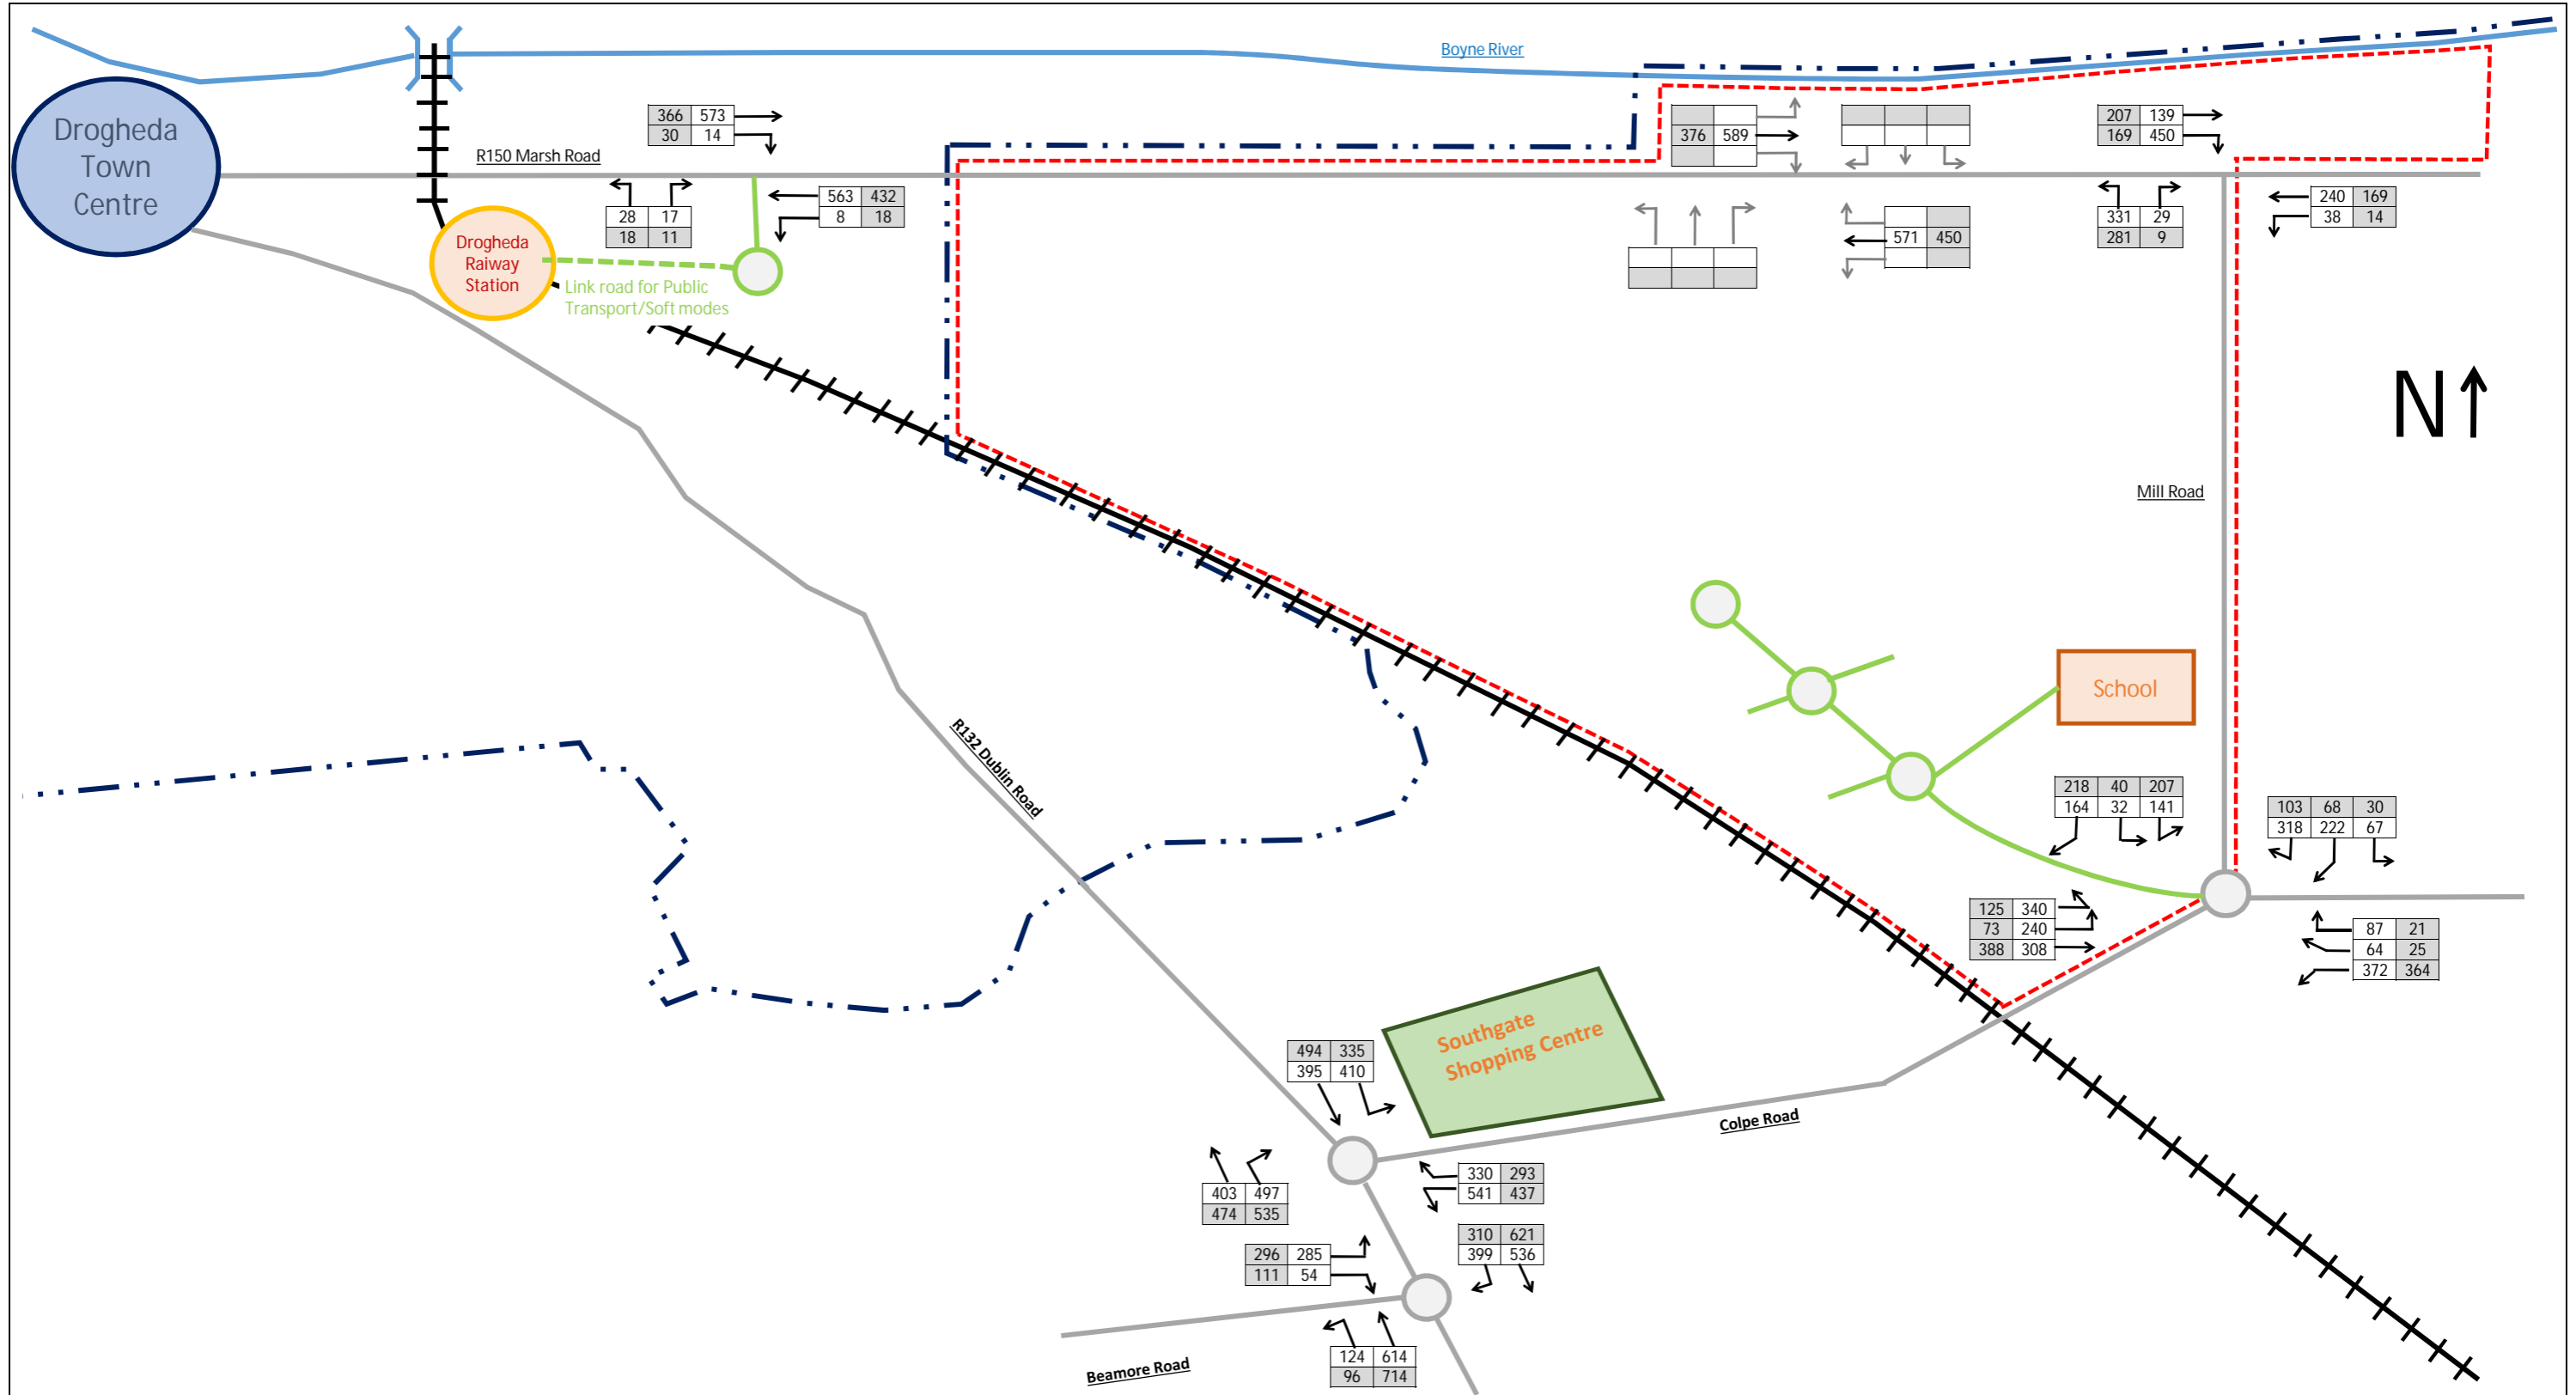 Boyne River
Drogheda
Town
Centre
366 573
30 14
R150 Marsh Road
28 17
18 11
563 432
8 18
Drogheda
Raiway
Station
Link road for Public
Transport/Soft modes
376 589
571 450
207 139
169 450
331 29
281 9
240 169
38 14
N
Mill Road
School
218 40 207
164 32 141
103 68 30
318 222 67
125 340
73 240
388 308
87 21
64 25
372 364
R132 Dublin Road
Southgate
Shopping Centre
494 335
395 410
Colpe Road
403 497
474 535
330 293
541 437
296 285
111 54
310 621
399 536
124 614
96 714
Beamore Road